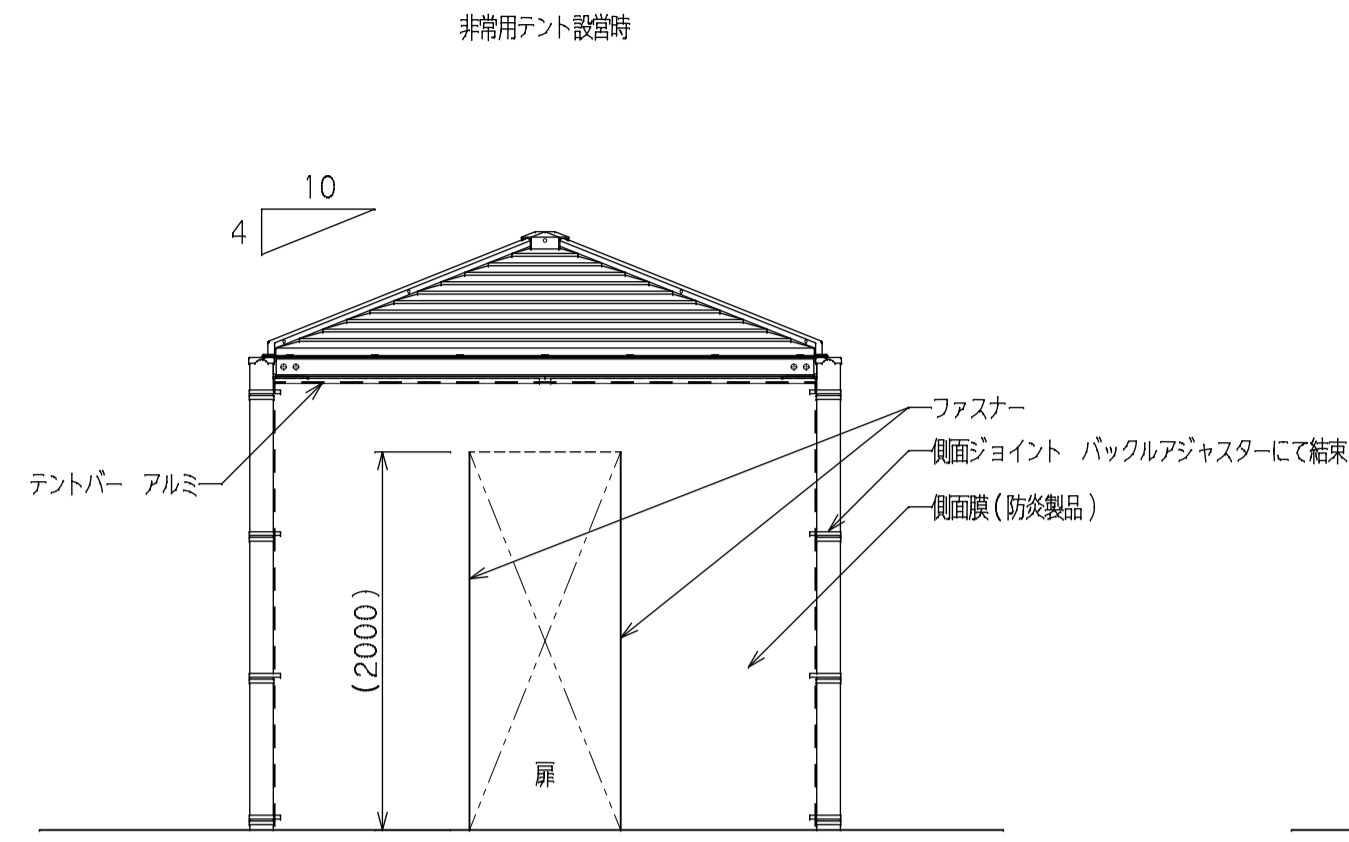 非常用テント設営時
10
4
ファスナー
側面ジョイント　バックルアジャスターにて結束
テントバー　アルミ
側面膜(防炎製品)
(2000)
扉